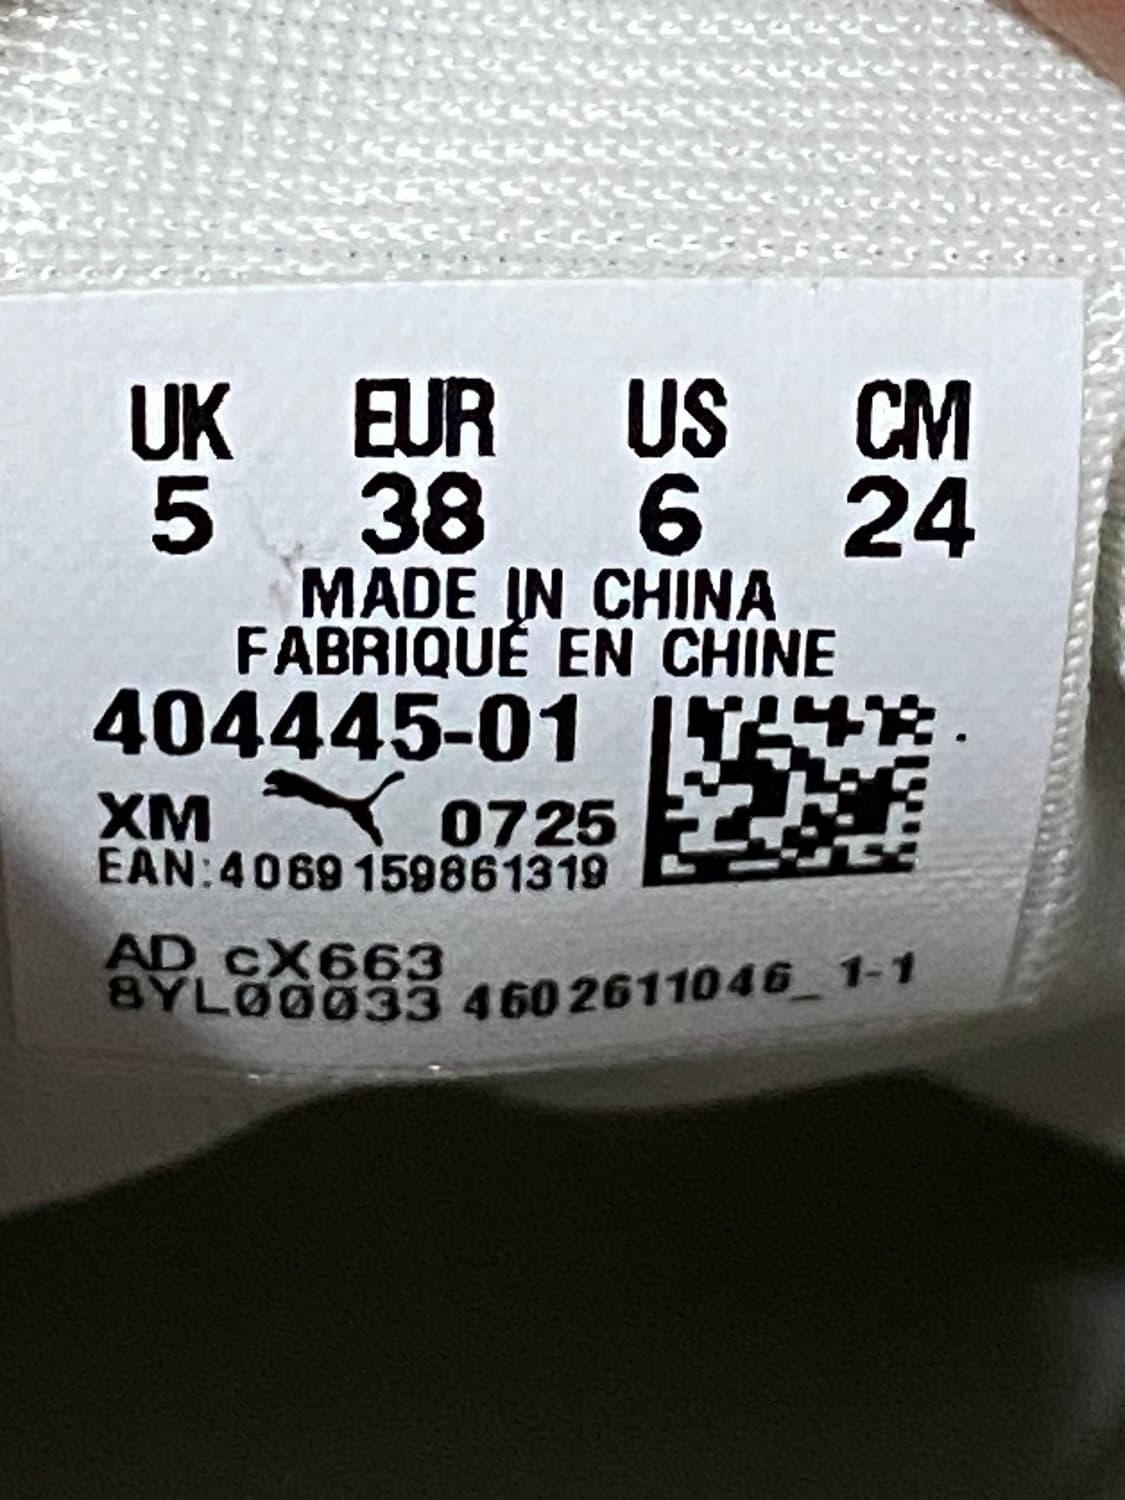 UK EUR US CM
5 38 6 24
MADE IN CHINA
FABRIQUÉ EN CHINE
404445-01
XM 0725
EAN:4069159861319
AD cX663
8YL00033 4602611046_1-1